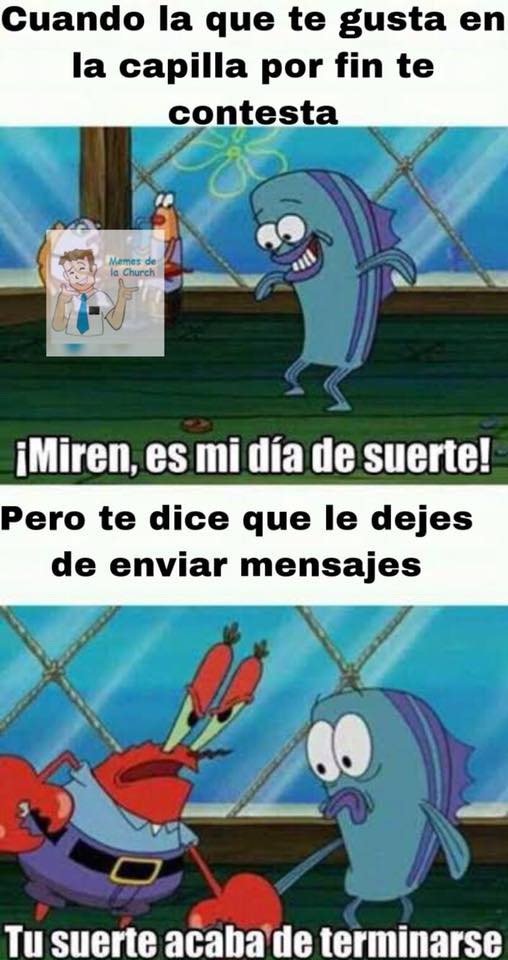 Cuando la que te gusta en
la capilla por fin te
contesta
Memes de
la Church
¡Miren, es mi día de suerte!
Pero te dice que le dejes
de enviar mensajes
Tu suerte acaba de terminarse